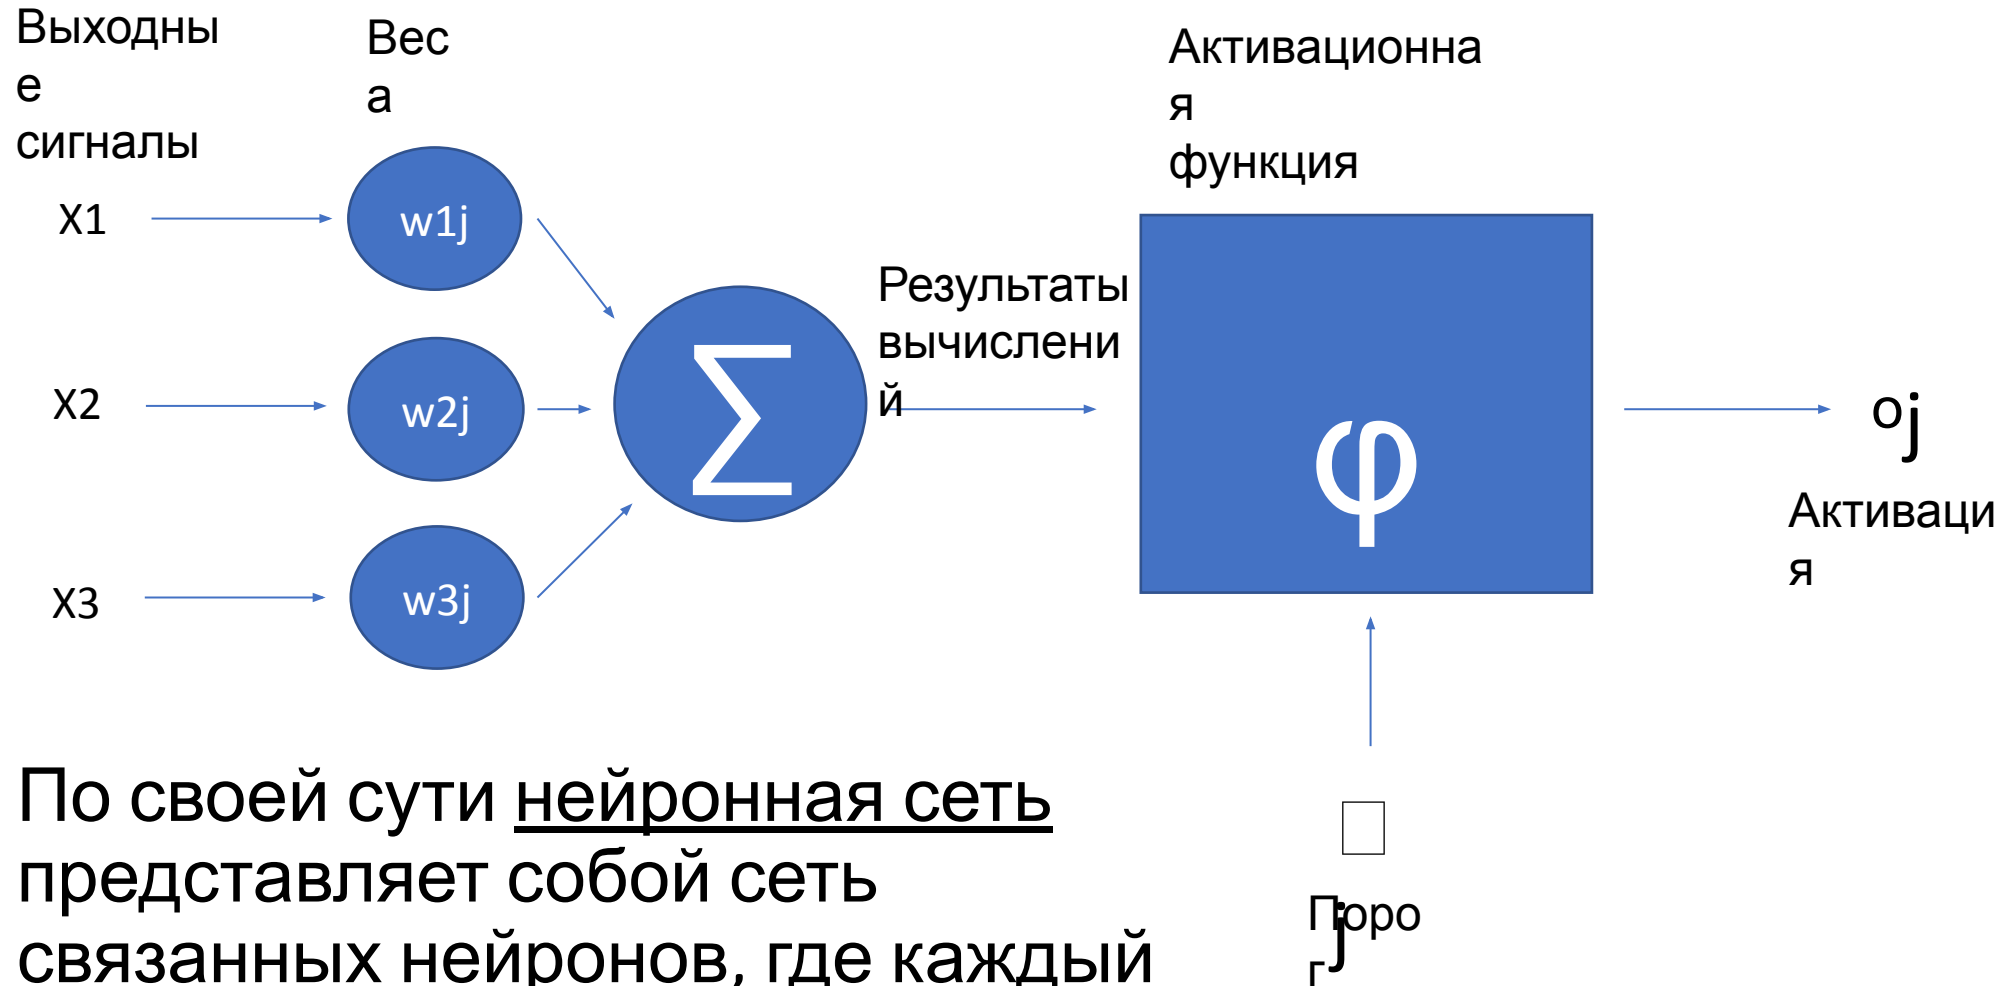 Выходны
е
сигналы
Вес
а
Активационна
я
функция
X1
w1j
Результаты
вычислени
й
X2
w2j
∑
φ
oj
Активаци
я
X3
w3j
По своей сути нейронная сеть
представляет собой сеть
связанных нейронов, где каждый
j
Поро
г